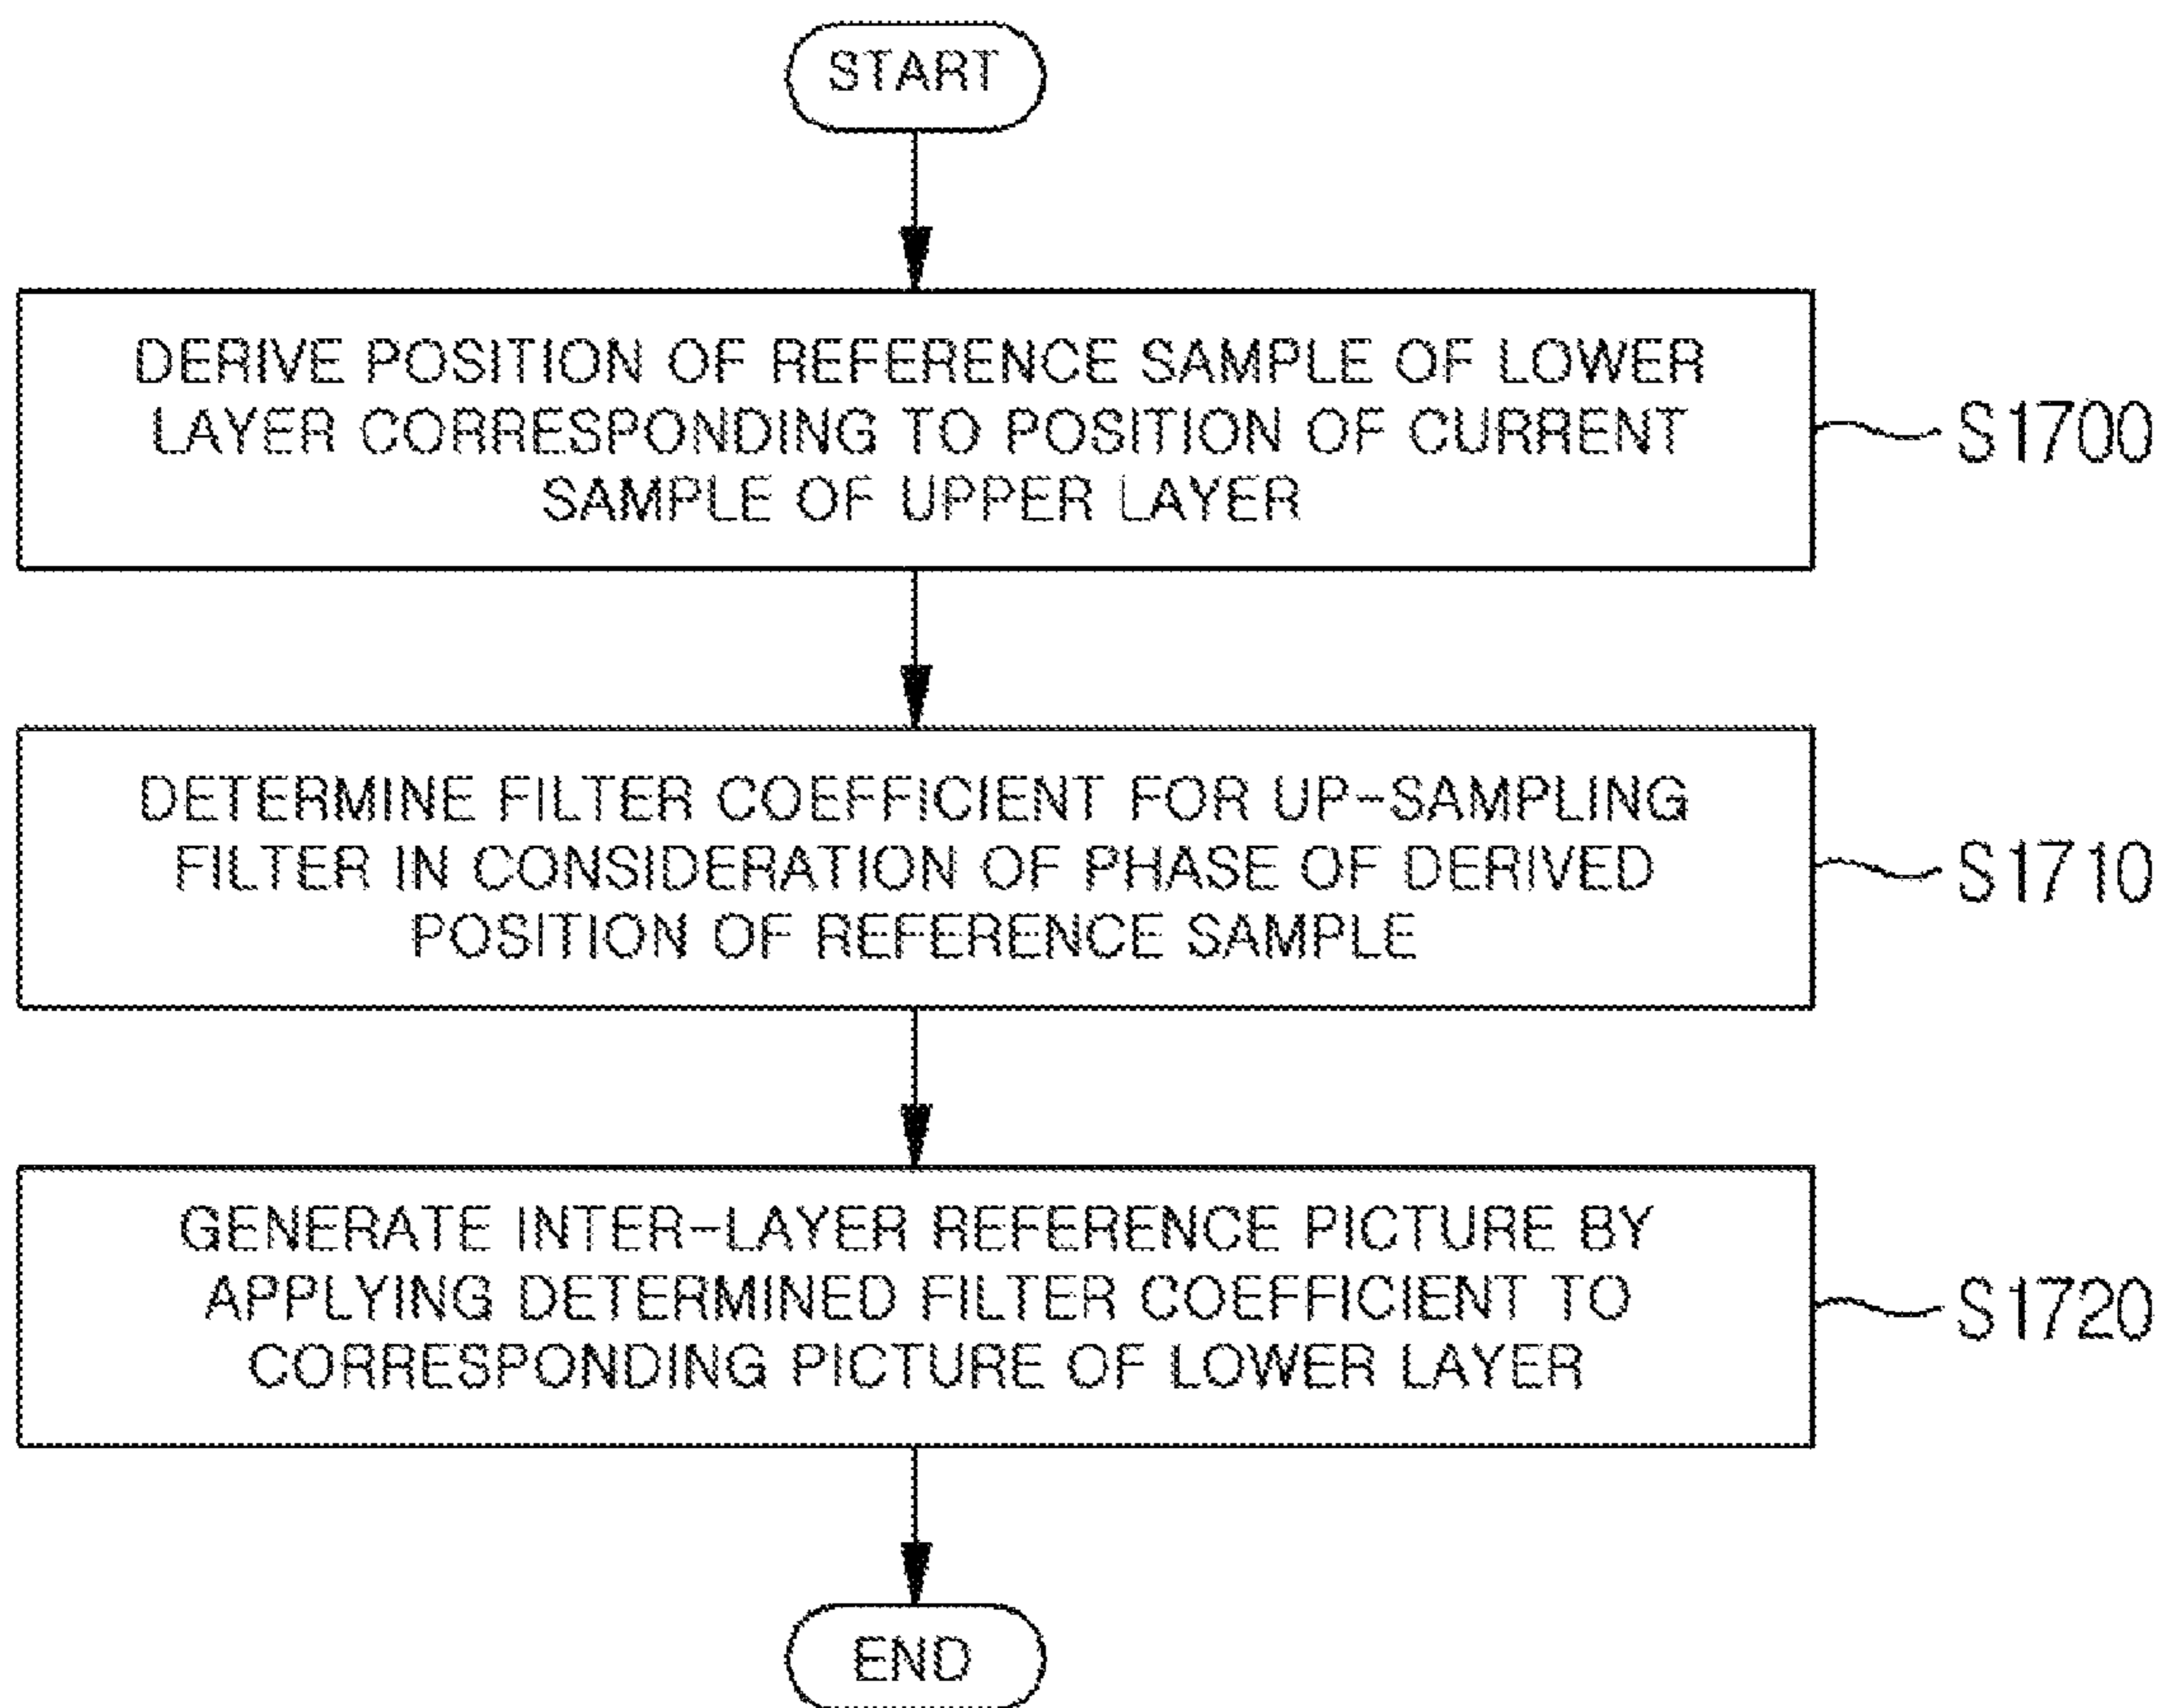 START
DERIVE POSITION OF REFERENCE SAMPLE OF LOWER
LAYER CORRESPONDING TO POSITION OF CURRENT
SAMPLE OF UPPER LAYER
S1700
DETERMINE FILTER COEFFICIENT FOR UP-SAMPLING
FILTER IN CONSIDERATION OF PHASE OF DERIVED
POSITION OF REFERENCE SAMPLE
S1710
GENERATE INTER-LAYER REFERENCE PICTURE BY
APPLYING DETERMINED FILTER COEFFICIENT TO
CORRESPONDING PICTURE OF LOWER LAYER
S1720
END